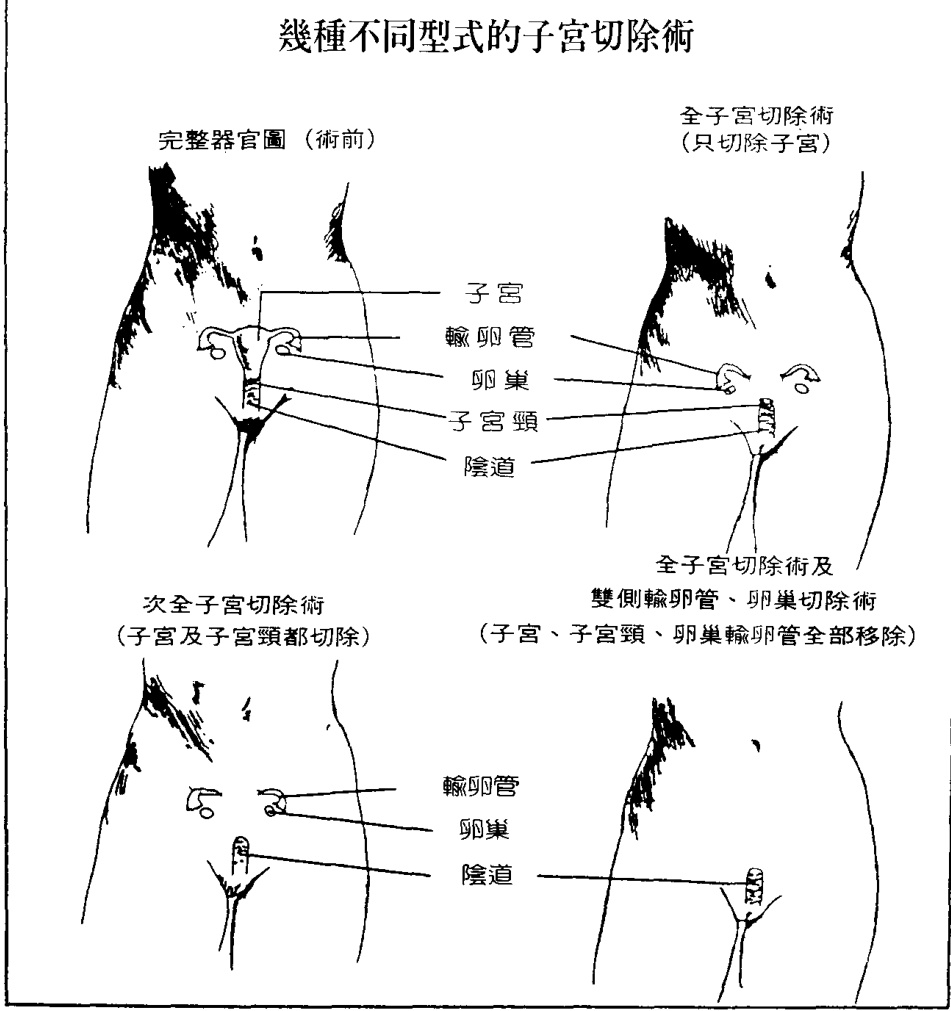 幾種不同型式的子宮切除術
完整器官圖（術前）
全子宮切除術
（只切除子宮）
子宮
輸卵管
卵巢
子宮頸
陰道
次全子宮切除術
（子宮及子宮頸都切除）
全子宮切除術及
雙側輸卵管、卵巢切除術
（子宮、子宮頸、卵巢輸卵管全部移除）
輸卵管
卵巢
陰道